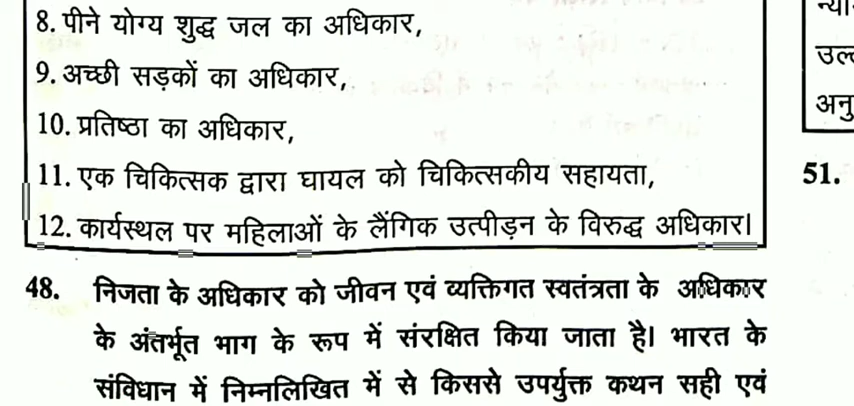 8. पीने योग्य शुद्ध जल का अधिकार,
9. अच्छी सड़कों का अधिकार,
10. प्रतिष्ठा का अधिकार,
11. एक चिकित्सक द्वारा घायल को चिकित्सकीय सहायता,
12. कार्यस्थल पर महिलाओं के लैंगिक उत्पीड़न के विरुद्ध अधिकार।
48. निजता के अधिकार को जीवन एवं व्यक्तिगत स्वतंत्रता के अधिकार
के अंतर्भूत भाग के रूप में संरक्षित किया जाता है। भारत के
संविधान में निम्नलिखित में से किससे उपर्युक्त कथन सही एवं
अनु
51.